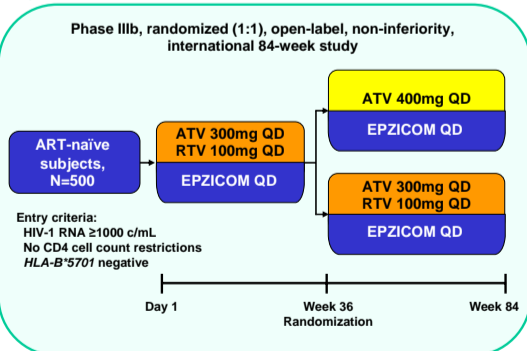 Phase IIIb, randomized (1:1), open-label, non-inferiority,
international 84-week study
ART-naïve
subjects,
N=500
ATV 300mg QD
RTV 100mg QD
EPZICOM QD
ATV 400mg QD
EPZICOM QD
ATV 300mg QD
RTV 100mg QD
EPZICOM QD
Entry criteria:
HIV-1 RNA ≥1000 c/mL
No CD4 cell count restrictions
HLA-B*5701 negative
Day 1
Week 36
Randomization
Week 84